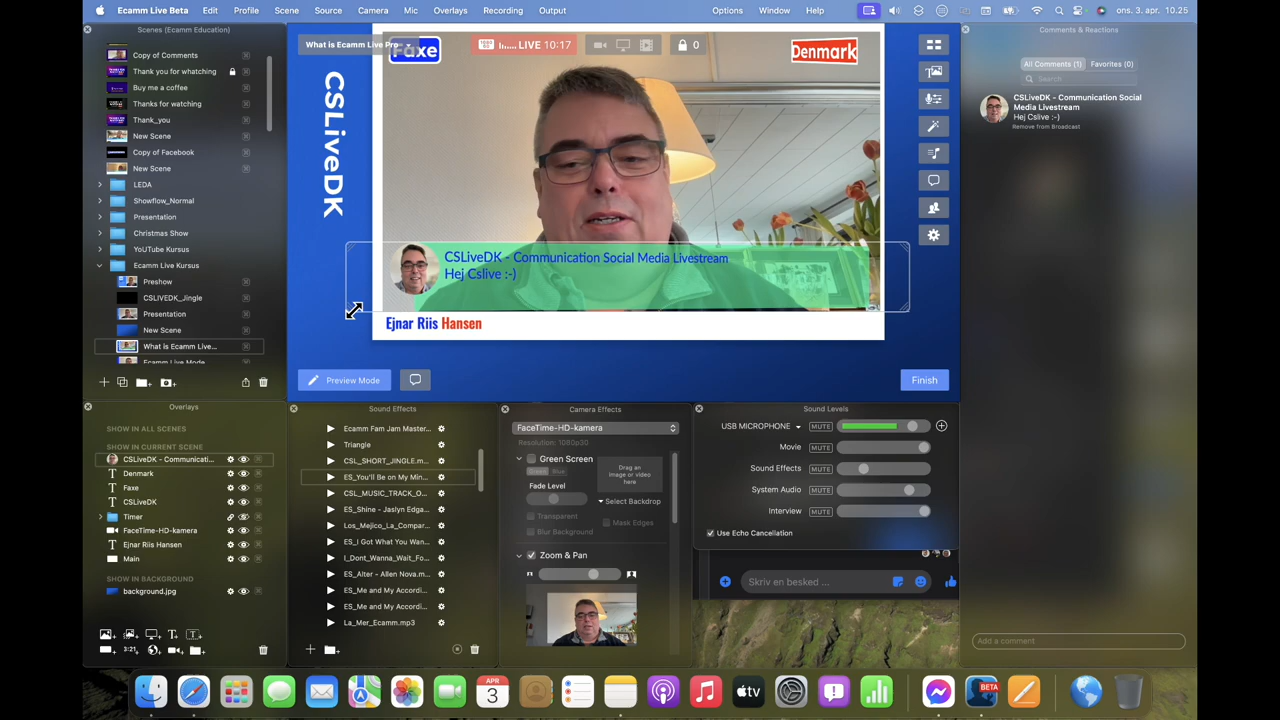 Ecamm Live Beta Edit Profile Scene Source Camera Mic Overlays Recording Output Options Window Help ons. 3. apr. 10.25
Scenes (Ecamm Education)
Copy of Comments
Thank you for whatching
Buy me a coffee
Thanks for watching
Thank_you
New Scene
Copy of Facebook
New Scene
LEDA
Showflow_Normal
Presentation
Christmas Show
YoUTube Kursus
Ecamm Live Kursus
Preshow
CSLIVEDK_Jingle
Presentation
New Scene
What is Ecamm Live...
Ecamm Live Mode
What is Ecamm Live Pro
Faxe
LIVE 10:17
0
Denmark
CSLiveDK
CSLiveDK - Communication Social Media Livestream
Hej Cslive :-)
Ejnar Riis Hansen
Preview Mode
Finish
Comments & Reactions
All Comments (1) Favorites (0)
Search
CSLiveDK - Communication Social
Media Livestream
Hej Cslive :-)
Remove from Broadcast
Add a comment
Overlays
SHOW IN ALL SCENES
SHOW IN CURRENT SCENE
CSLiveDK - Communicati...
Denmark
Faxe
CSLiveDK
Timer
FaceTime-HD-kamera
Ejnar Riis Hansen
Main
SHOW IN BACKGROUND
background.jpg
3:21
Sound Effects
Ecamm Fam Jam Master...
Triangle
CSL_SHORT_JINGLE.m...
ES_You'll Be on My Min...
CSL_MUSIC_TRACK_O...
ES_Shine - Jaslyn Edga...
Los_Mejico_La_Compar...
ES_I Got What You Wan...
I_Dont_Wanna_Wait_Fo...
ES_Alter - Allen Nova.m...
ES_Me and My Accordi...
ES_Me and My Accordi...
La_Mer_Ecamm.mp3
Camera Effects
FaceTime-HD-kamera
Resolution: 1080p30
Green Screen
Green Blue
Fade Level
Drag an
image or video
here
Select Backdrop
Transparent
Mask Edges
Blur Background
Zoom & Pan
Sound Levels
USB MICROPHONE MUTE
Movie MUTE
Sound Effects MUTE
System Audio MUTE
Interview MUTE
Use Echo Cancellation
Skriv en besked ...
APR
3
tv
BETA